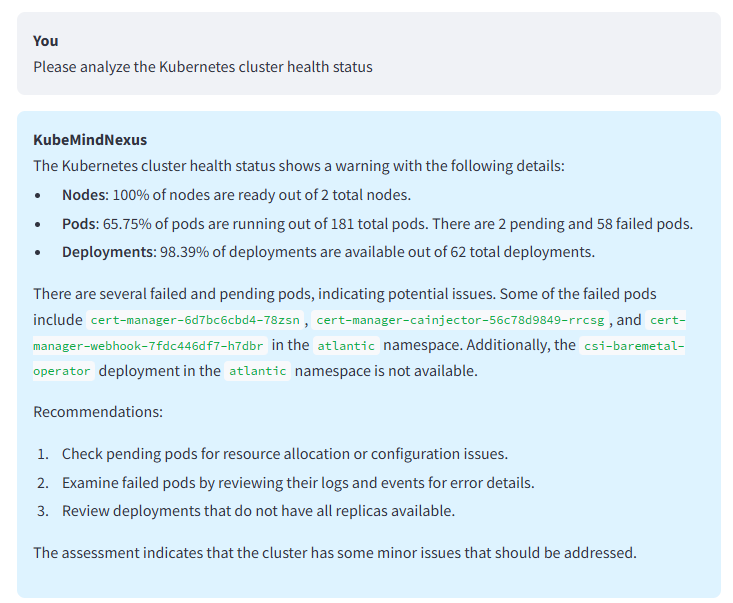 You
Please analyze the Kubernetes cluster health status
KubeMindNexus
The Kubernetes cluster health status shows a warning with the following details:
• Nodes: 100% of nodes are ready out of 2 total nodes.
• Pods: 65.75% of pods are running out of 181 total pods. There are 2 pending and 58 failed pods.
• Deployments: 98.39% of deployments are available out of 62 total deployments.
There are several failed and pending pods, indicating potential issues. Some of the failed pods
include cert-manager-6d7bc6cbd4-78zsn, cert-manager-cainjector-56c78d9849-rrcsg, and cert-
manager-webhook-7fdc446df7-h7dbr in the atlantic namespace. Additionally, the csi-baremetal-
operator deployment in the atlantic namespace is not available.
Recommendations:
1. Check pending pods for resource allocation or configuration issues.
2. Examine failed pods by reviewing their logs and events for error details.
3. Review deployments that do not have all replicas available.
The assessment indicates that the cluster has some minor issues that should be addressed.